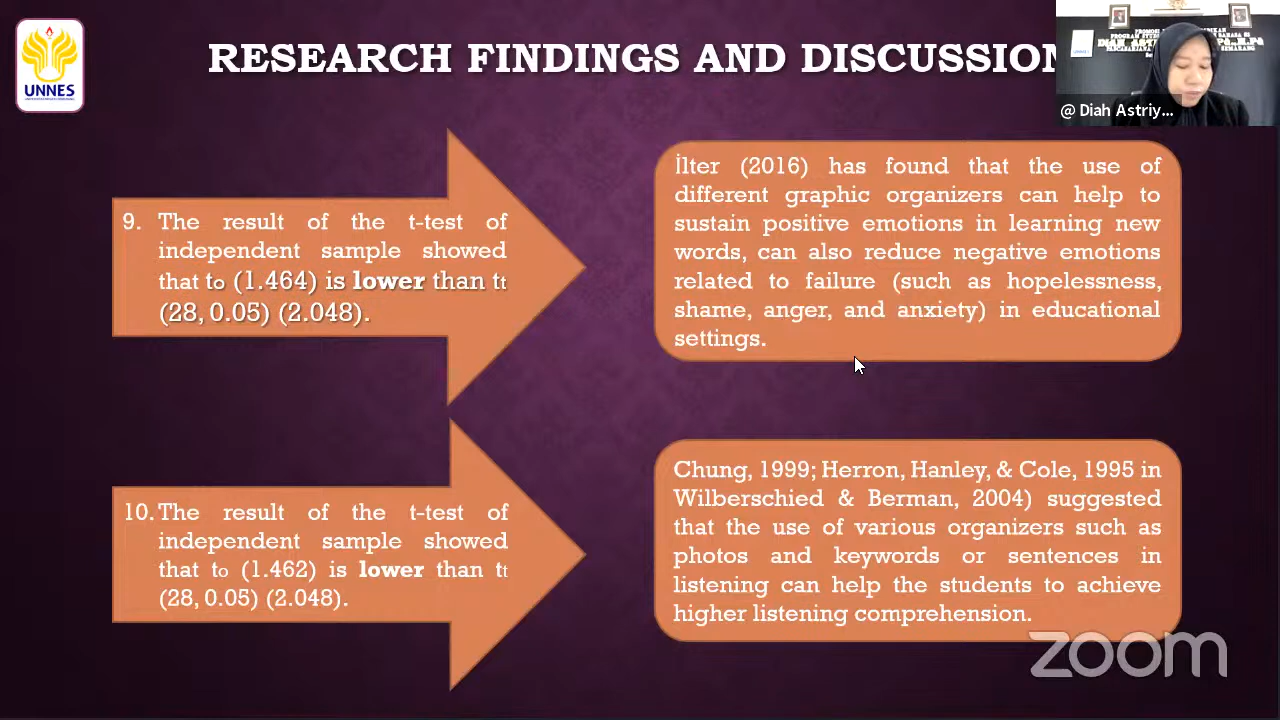 UNNES
RESEARCH FINDINGS AND DISCUSSION
@ Diah Astriy...
9. The result of the t-test of
independent sample showed
that to (1.464) is lower than tt
(28, 0.05) (2.048).
İlter (2016) has found that the use of
different graphic organizers can help to
sustain positive emotions in learning new
words, can also reduce negative emotions
related to failure (such as hopelessness,
shame, anger, and anxiety) in educational
settings.
10. The result of the t-test of
independent sample showed
that to (1.462) is lower than tt
(28, 0.05) (2.048).
Chung, 1999; Herron, Hanley, & Cole, 1995 in
Wilberschied & Berman, 2004) suggested
that the use of various organizers such as
photos and keywords or sentences in
listening can help the students to achieve
higher listening comprehension.
zoom